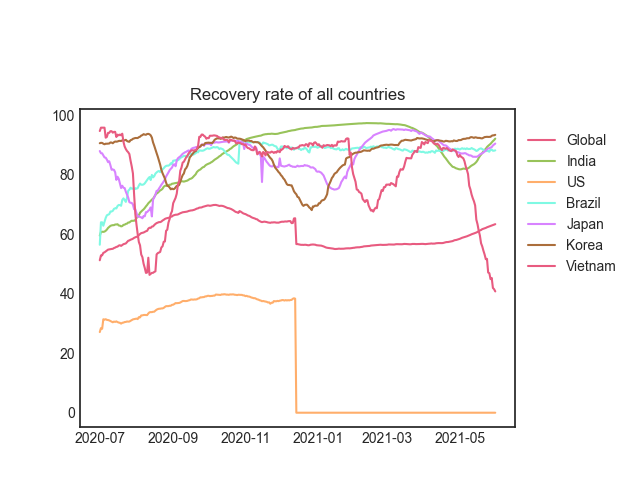 Recovery rate of all countries
100
80
60
40
20
0
2020-07
2020-09
2020-11
2021-01
2021-03
2021-05
Global
India
US
Brazil
Japan
Korea
Vietnam